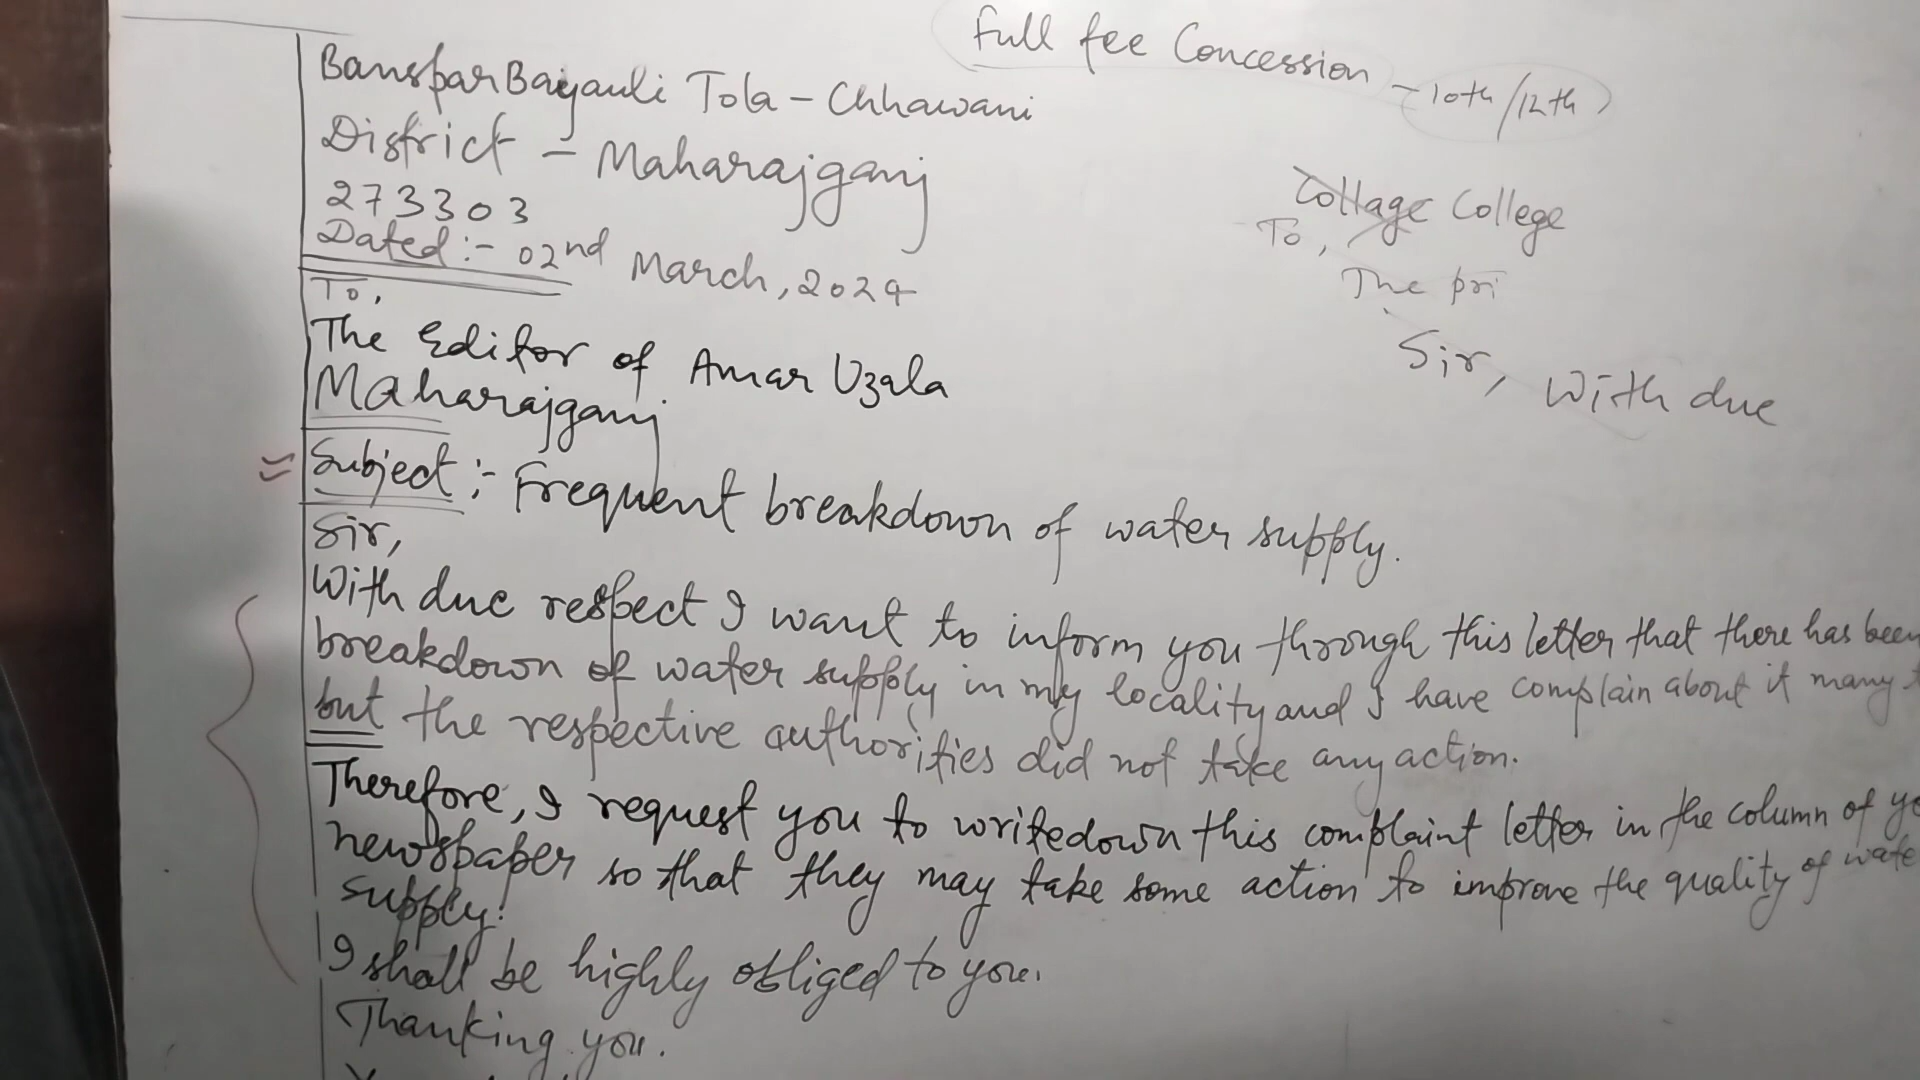 Full fee Concession - 10th/12th
Banspar Baijauli Tola - Chhawani
District - Maharajganj
273303
Dated :- 02nd March, 2024
To,
The Editor of Amar Uzala
Maharajganj
Subject :- Frequent breakdown of water supply.
Sir,
With due respect I want to inform you through this letter that there has been
breakdown of water supply in my locality and I have complain about it many
but the respective authorities did not take any action.
Therefore, I request you to writedown this complaint letter in the column of
newspaper so that they may take some action to improve the quality of wate
supply.
I shall be highly obliged to you.
Thanking you.
Collage College
To,
The pri
Sir, With due